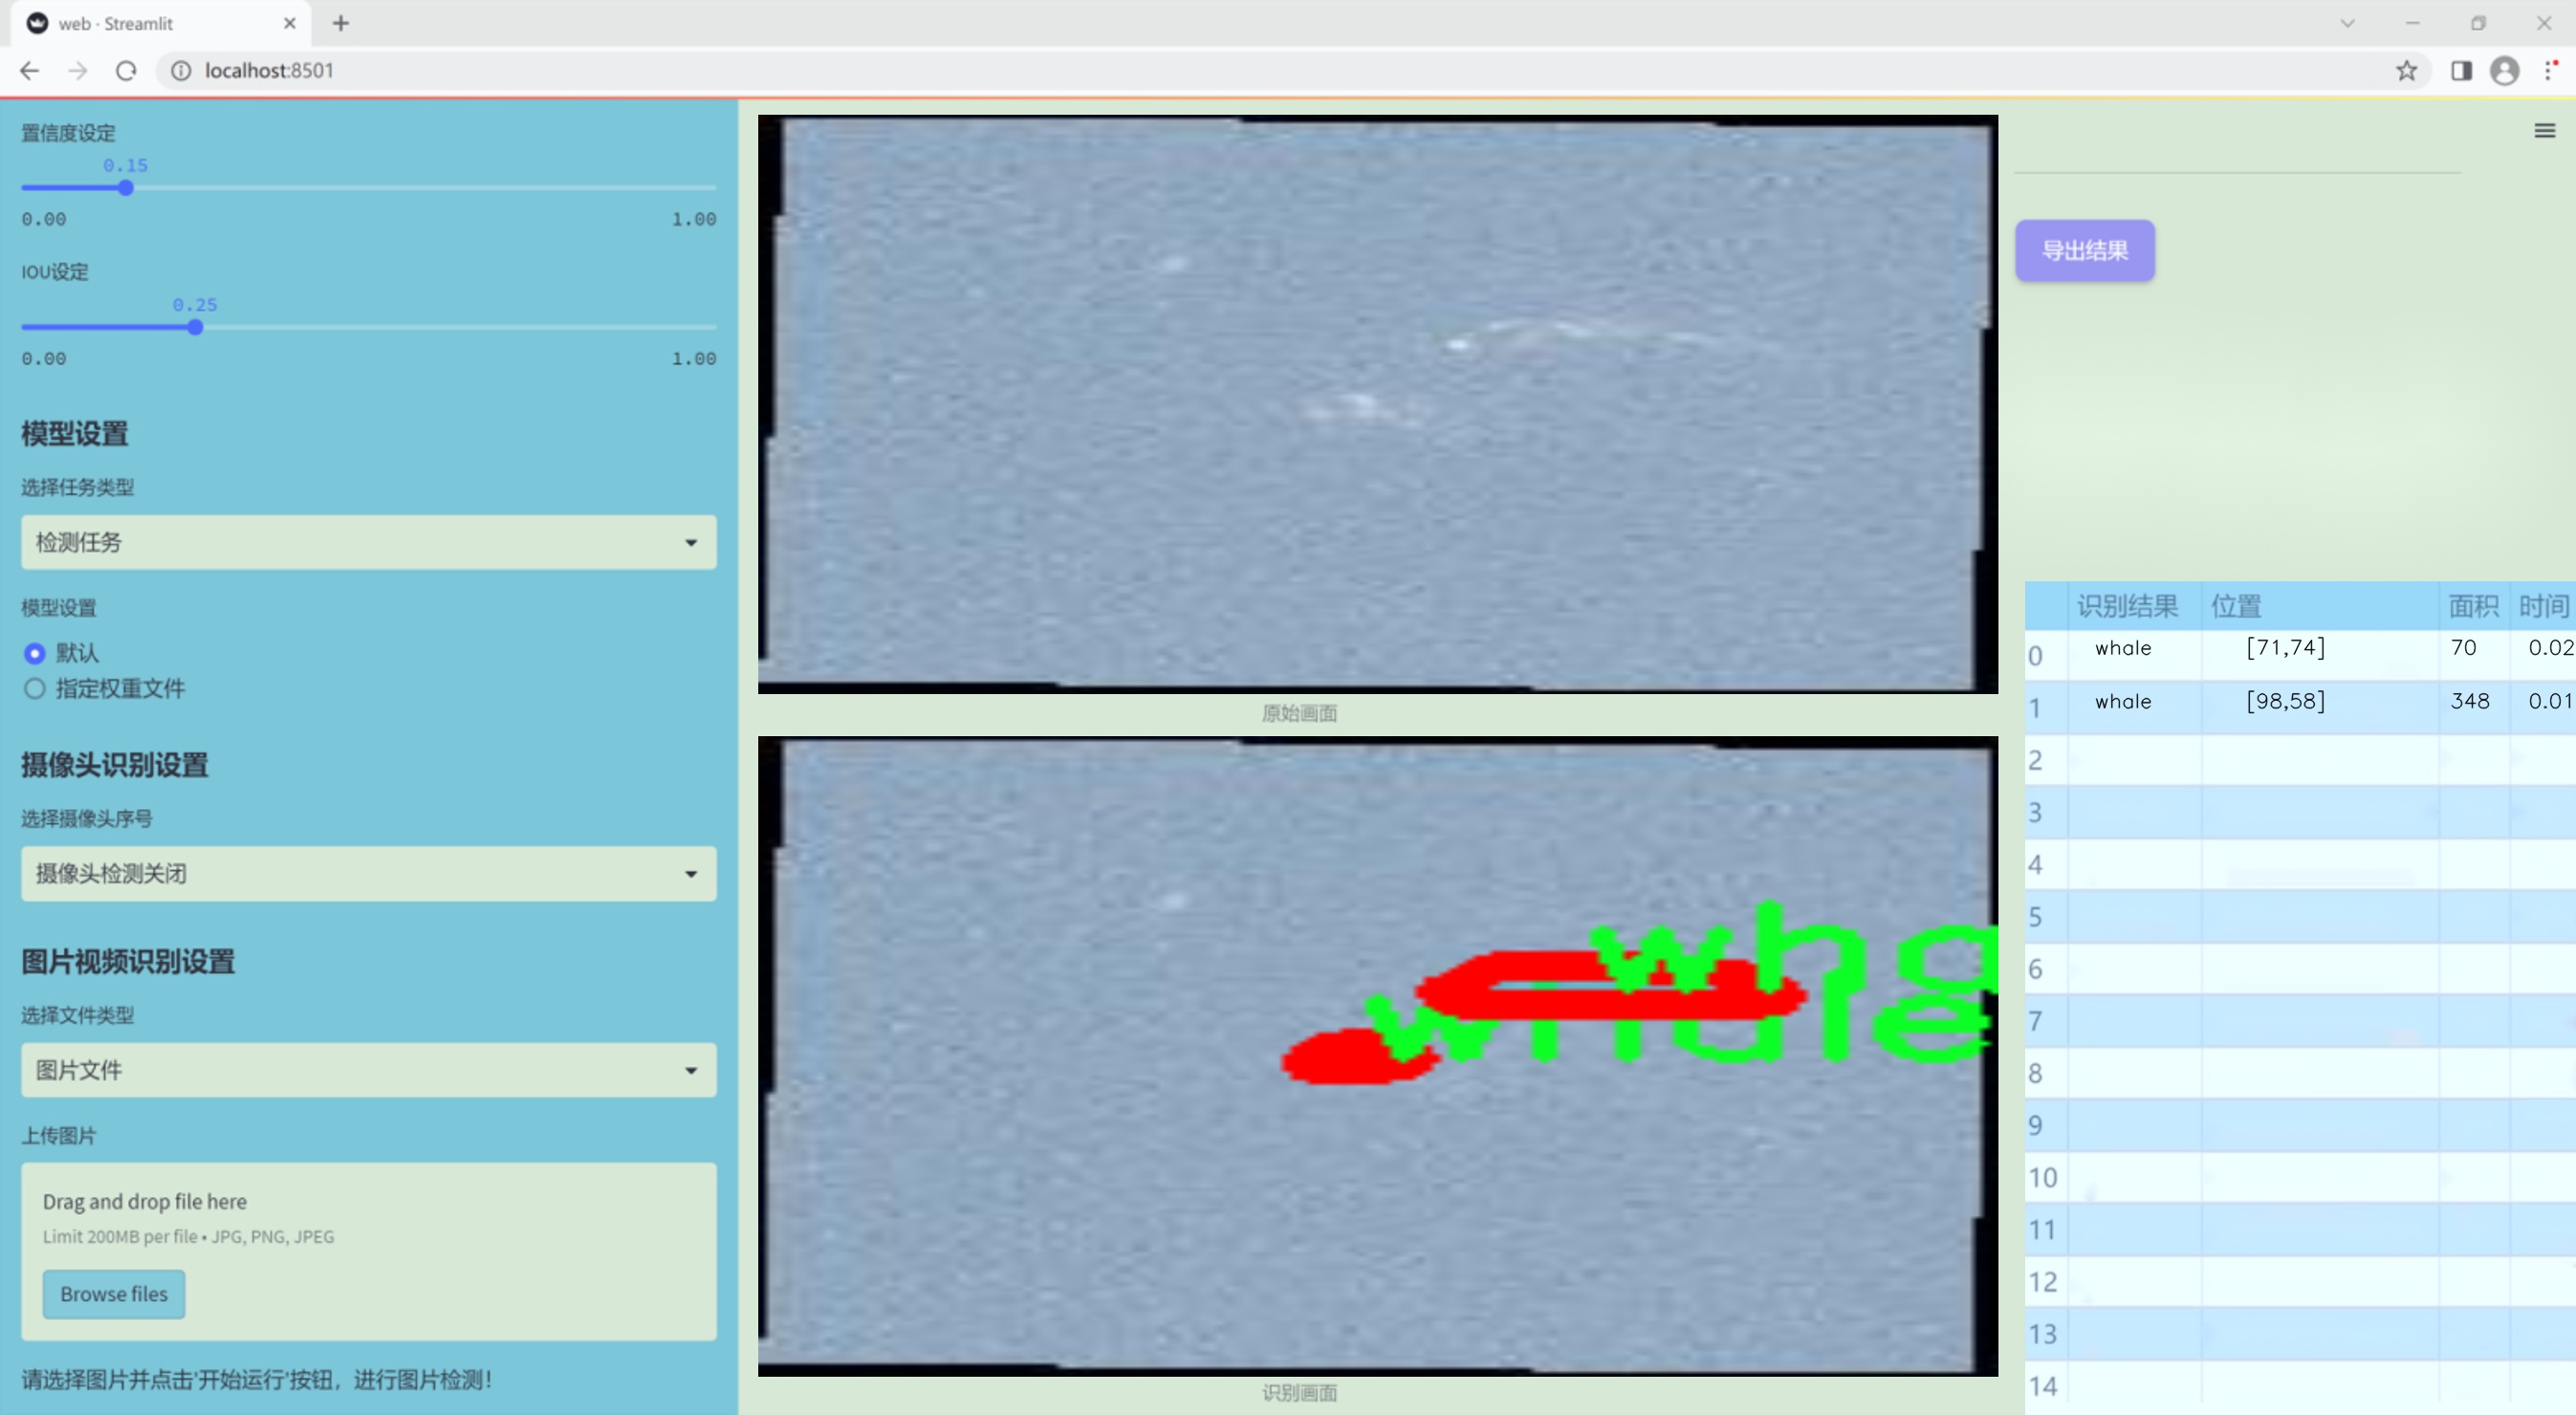 web · Streamlit
localhost:8501
置信度设定
0.15
0.00 1.00
IOU设定
0.25
0.00 1.00
模型设置
选择任务类型
检测任务
模型设置
默认
指定权重文件
摄像头识别设置
选择摄像头序号
摄像头检测关闭
图片视频识别设置
选择文件类型
图片文件
上传图片
Drag and drop file here
Limit 200MB per file • JPG, PNG, JPEG
Browse files
请选择图片并点击'开始运行'按钮，进行图片检测！
原始画面
wha
whale
识别画面
导出结果
识别结果 位置 面积 时间
0 whale [71,74] 70 0.02
1 whale [98,58] 348 0.01
2
3
4
5
6
7
8
9
10
11
12
13
14